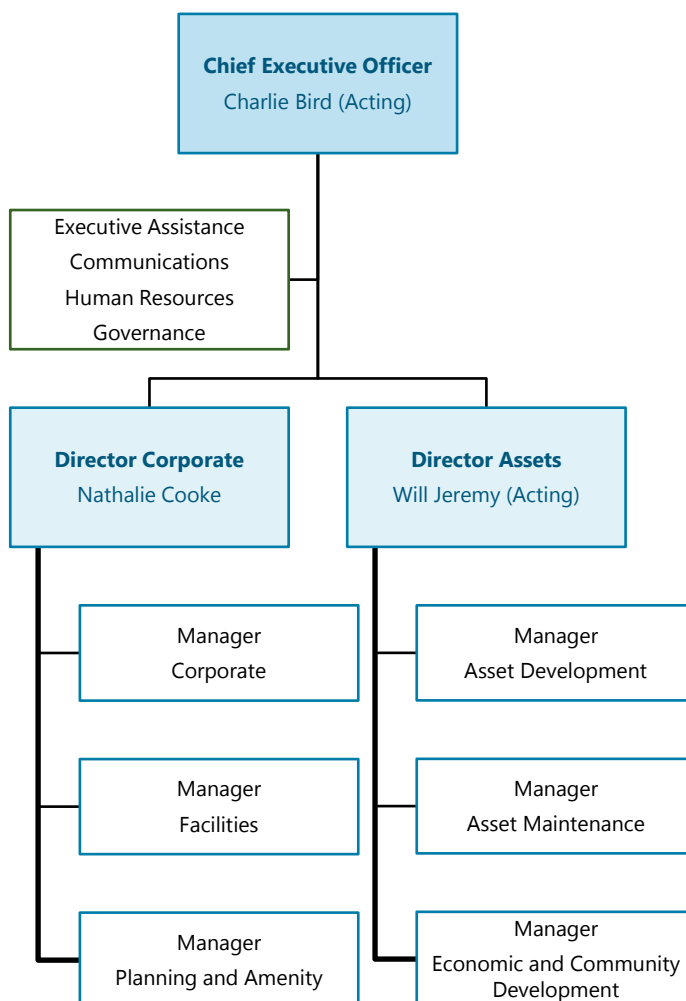 Chief Executive Officer
Charlie Bird (Acting)
Executive Assistance
Communications
Human Resources
Governance
Director Corporate
Nathalie Cooke
Director Assets
Will Jeremy (Acting)
Manager
Corporate
Manager
Asset Development
Manager
Facilities
Manager
Asset Maintenance
Manager
Planning and Amenity
Manager
Economic and Community
Development